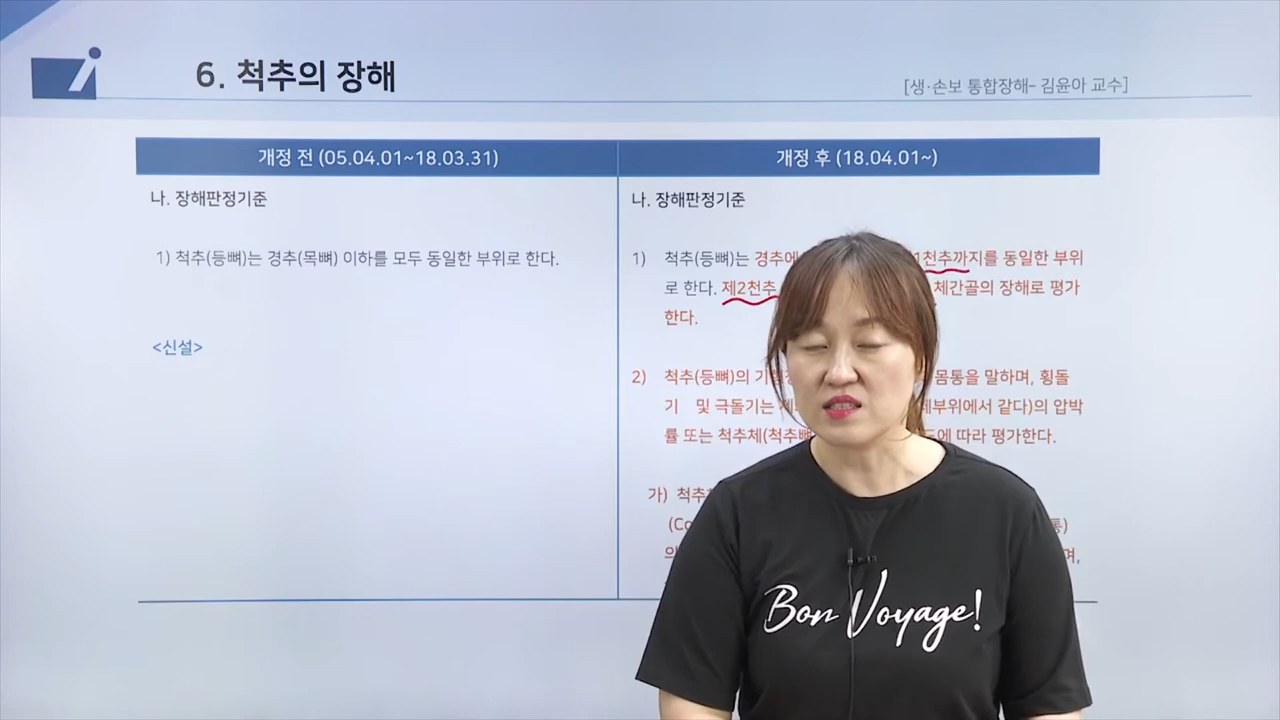 6. 척추의 장해
[생·손보 통합장해- 김윤아 교수]
개정 전 (05.04.01~18.03.31)
개정 후 (18.04.01~)
나. 장해판정기준
1) 척추(등뼈)는 경추(목뼈) 이하를 모두 동일한 부위로 한다.
<신설>
나. 장해판정기준
1) 척추(등뼈)는 1천추까지를 동일한 부위
로 한다. 제2천추 체간골의 장해로 평가
한다.
2) 척추(등뼈)의 몸통을 말하며, 횡돌
기 및 극돌기는 세부위에서 같다)의 압박
률 또는 척추체(척추뼈 에 따라 평가한다.
가)
Bon Voyage!